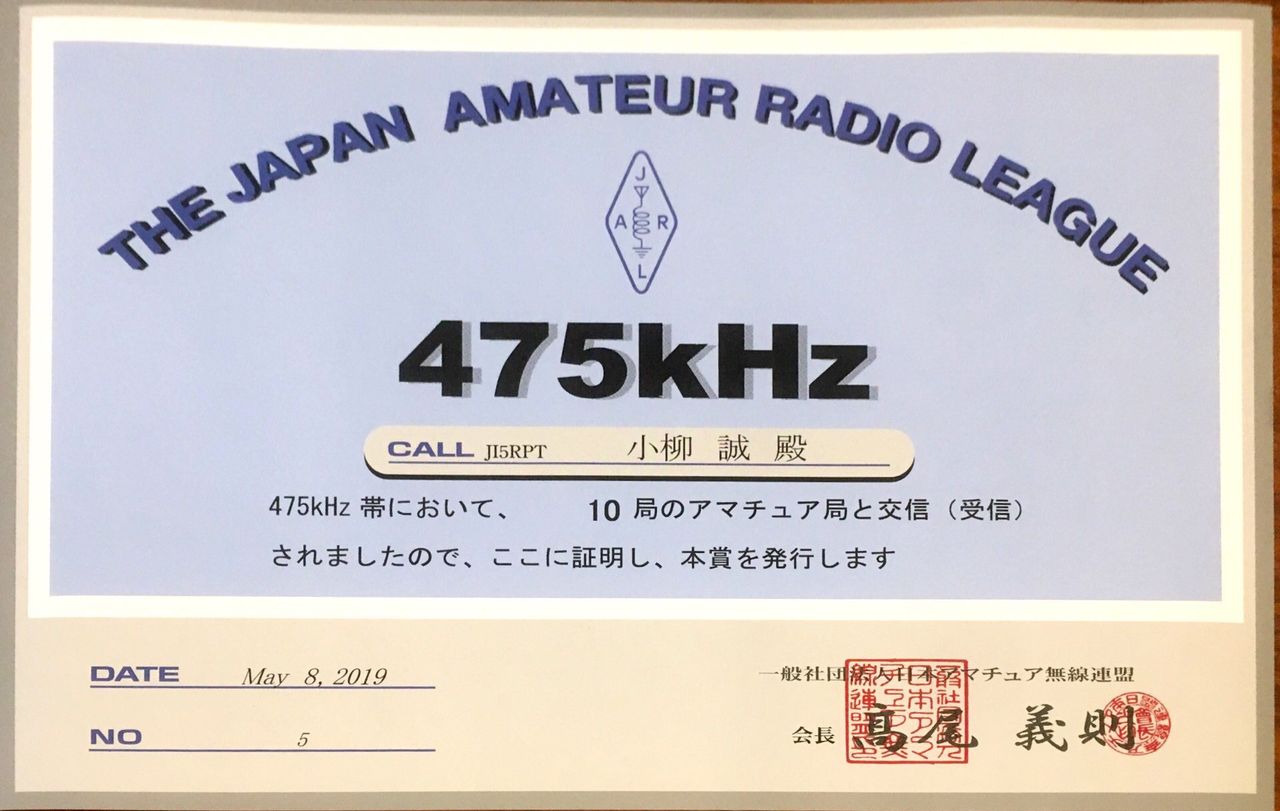 THE JAPAN AMATEUR RADIO LEAGUE
J
A R
L
475kHz
CALL JI5RPT 小柳 誠 殿
475kHz 帯において、 10 局のアマチュア局と交信（受信）
されましたので、ここに証明し、本賞を発行します
DATE May 8, 2019
一般社団法人日本アマチュア無線連盟
NO 5
会長 髙尾 義則